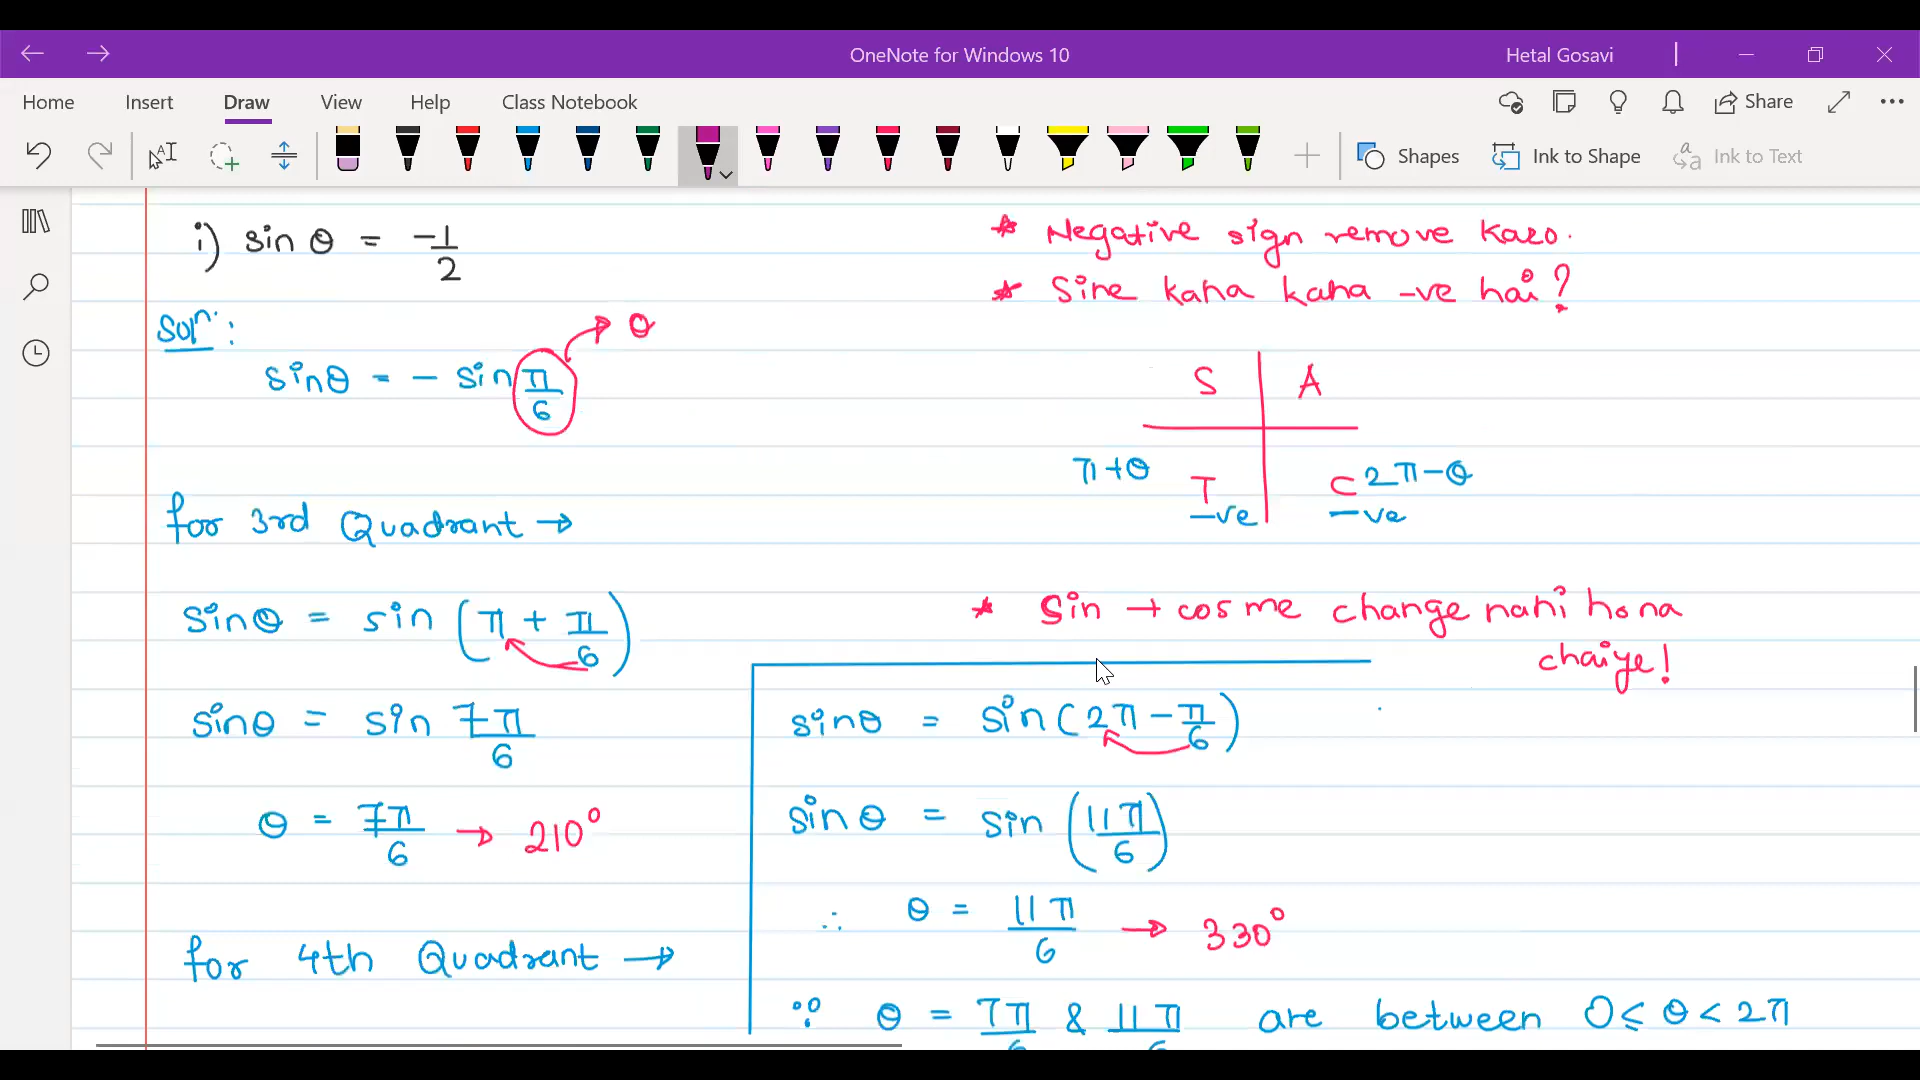 OneNote for Windows 10
Hetal Gosavi
Home Insert Draw View Help Class Notebook
Share
Shapes Ink to Shape Ink to Text
i) sin θ = -1/2
* Negative sign remove karo.
* Sine kaha kaha -ve hai ?
Solⁿ:
θ
sinθ = - sin π/6
S A
π+θ T C 2π-θ
-ve -ve
for 3rd Quadrant →
sinθ = sin (π + π/6)
* Sin → cos me change nahi hona
chaiye!
sinθ = sin 7π/6
θ = 7π/6 → 210°
for 4th Quadrant →
sinθ = sin (2π - π/6)
sinθ = sin (11π/6)
∴ θ = 11π/6 → 330°
∵ θ = 7π/6 & 11π/6 are between 0 ≤ θ < 2π